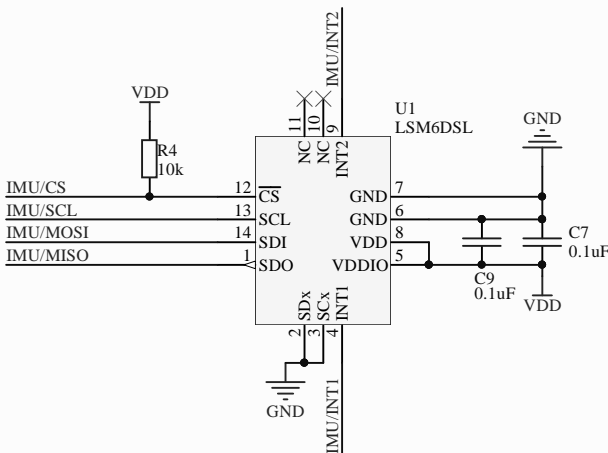 IMU/INT2
VDD
U1
LSM6DSL
GND
R4
10k
11
10
9
NC
NC
INT2
IMU/CS
12
CS
GND
7
IMU/SCL
13
SCL
GND
6
IMU/MOSI
14
SDI
VDD
8
IMU/MISO
1
SDO
VDDIO
5
C7
0.1uF
C9
0.1uF
VDD
SDx
SCx
INT1
2
3
4
GND
IMU/INT1